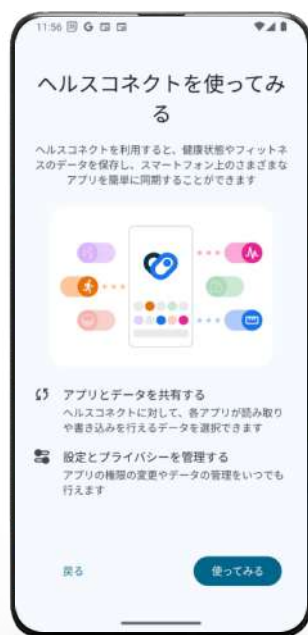 11:56
ヘルスコネクトを使ってみ
る
ヘルスコネクトを利用すると、健康状態やフィットネ
スのデータを保存し、スマートフォン上のさまざまな
アプリを簡単に同期することができます
アプリとデータを共有する
ヘルスコネクトに対して、各アプリが読み取り
や書き込みを行えるデータを選択できます
設定とプライバシーを管理する
アプリの権限の変更やデータの管理をいつでも
行えます
戻る
使ってみる